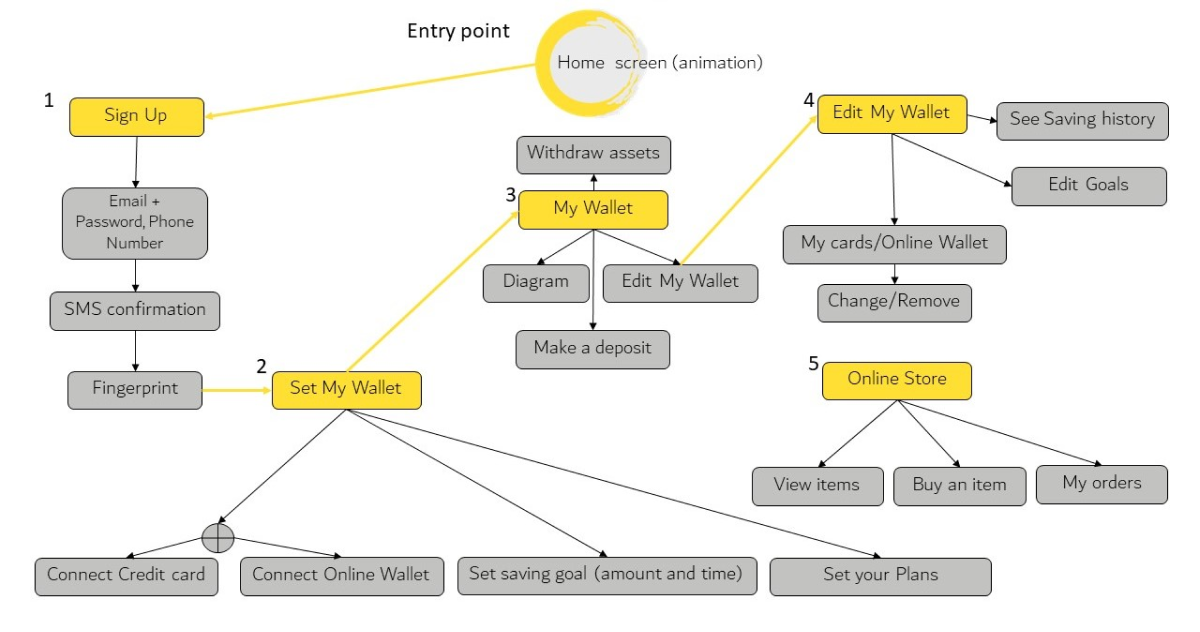 Entry point
Home screen (animation)
1
Sign Up
Email +
Password, Phone
Number
SMS confirmation
Fingerprint
2
Set My Wallet
Connect Credit card
Connect Online Wallet
Set saving goal (amount and time)
Set your Plans
3
My Wallet
Withdraw assets
Diagram
Edit My Wallet
Make a deposit
4
Edit My Wallet
See Saving history
Edit Goals
My cards/Online Wallet
Change/Remove
5
Online Store
View items
Buy an item
My orders